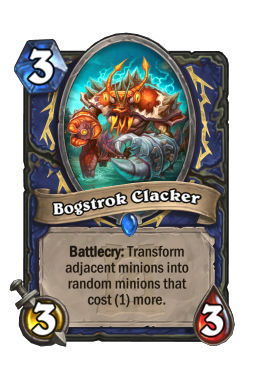 3
Bogstrok Clacker
Battlecry: Transform
adjacent minions into
random minions that
cost (1) more.
3
3